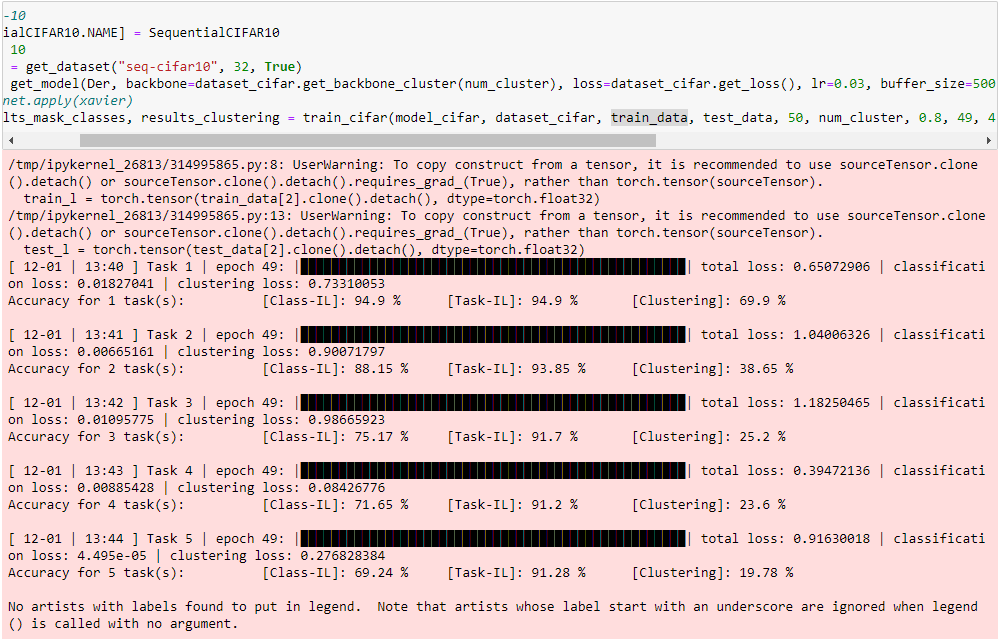 -10
ialCIFAR10.NAME] = SequentialCIFAR10
10
= get_dataset("seq-cifar10", 32, True)
get_model(Der, backbone=dataset_cifar.get_backbone_cluster(num_cluster), loss=dataset_cifar.get_loss(), lr=0.03, buffer_size=500
net.apply(xavier)
lts_mask_classes, results_clustering = train_cifar(model_cifar, dataset_cifar, train_data, test_data, 50, num_cluster, 0.8, 49, 4
/tmp/ipykernel_26813/314995865.py:8: UserWarning: To copy construct from a tensor, it is recommended to use sourceTensor.clone
().detach() or sourceTensor.clone().detach().requires_grad_(True), rather than torch.tensor(sourceTensor).
train_l = torch.tensor(train_data[2].clone().detach(), dtype=torch.float32)
/tmp/ipykernel_26813/314995865.py:13: UserWarning: To copy construct from a tensor, it is recommended to use sourceTensor.clone
().detach() or sourceTensor.clone().detach().requires_grad_(True), rather than torch.tensor(sourceTensor).
test_l = torch.tensor(test_data[2].clone().detach(), dtype=torch.float32)
[ 12-01 | 13:40 ] Task 1 | epoch 49: || total loss: 0.65072906 | classificati
on loss: 0.01827041 | clustering loss: 0.73310053
Accuracy for 1 task(s): [Class-IL]: 94.9 % [Task-IL]: 94.9 % [Clustering]: 69.9 %
[ 12-01 | 13:41 ] Task 2 | epoch 49: || total loss: 1.04006326 | classificati
on loss: 0.00665161 | clustering loss: 0.90071797
Accuracy for 2 task(s): [Class-IL]: 88.15 % [Task-IL]: 93.85 % [Clustering]: 38.65 %
[ 12-01 | 13:42 ] Task 3 | epoch 49: || total loss: 1.18250465 | classificati
on loss: 0.01095775 | clustering loss: 0.98665923
Accuracy for 3 task(s): [Class-IL]: 75.17 % [Task-IL]: 91.7 % [Clustering]: 25.2 %
[ 12-01 | 13:43 ] Task 4 | epoch 49: || total loss: 0.39472136 | classificati
on loss: 0.00885428 | clustering loss: 0.08426776
Accuracy for 4 task(s): [Class-IL]: 71.65 % [Task-IL]: 91.2 % [Clustering]: 23.6 %
[ 12-01 | 13:44 ] Task 5 | epoch 49: || total loss: 0.91630018 | classificati
on loss: 4.495e-05 | clustering loss: 0.276828384
Accuracy for 5 task(s): [Class-IL]: 69.24 % [Task-IL]: 91.28 % [Clustering]: 19.78 %
No artists with labels found to put in legend.  Note that artists whose label start with an underscore are ignored when legend
() is called with no argument.